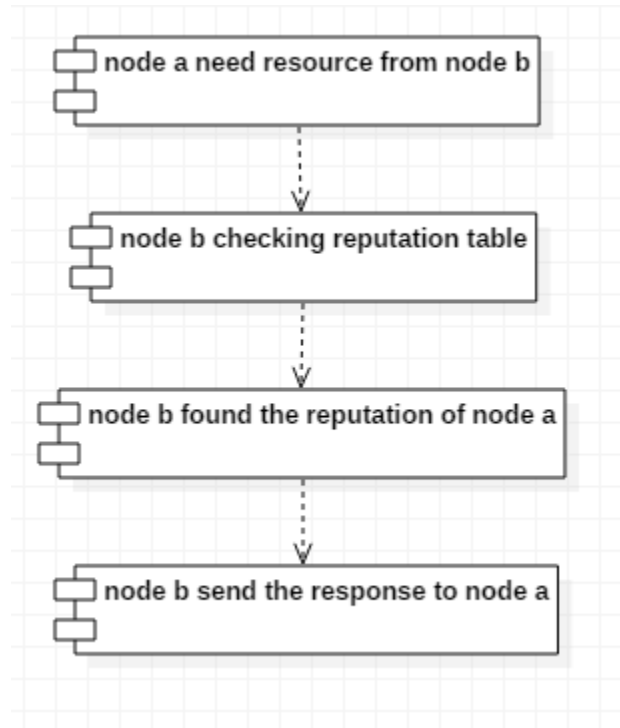 node a need resource from node b
node b checking reputation table
node b found the reputation of node a
node b send the response to node a